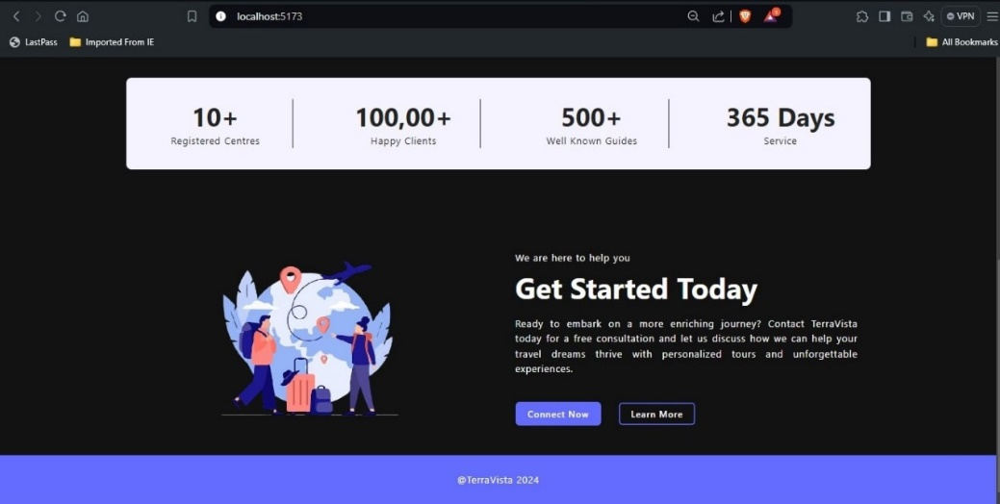 localhost:5173
VPN
LastPass
Imported From IE
All Bookmarks
10+
Registered Centres
100,00+
Happy Clients
500+
Well Known Guides
365 Days
Service
We are here to help you
Get Started Today
Ready to embark on a more enriching journey? Contact TerraVista
today for a free consultation and let us discuss how we can help your
travel dreams thrive with personalized tours and unforgettable
experiences.
Connect Now
Learn More
@TerraVista 2024